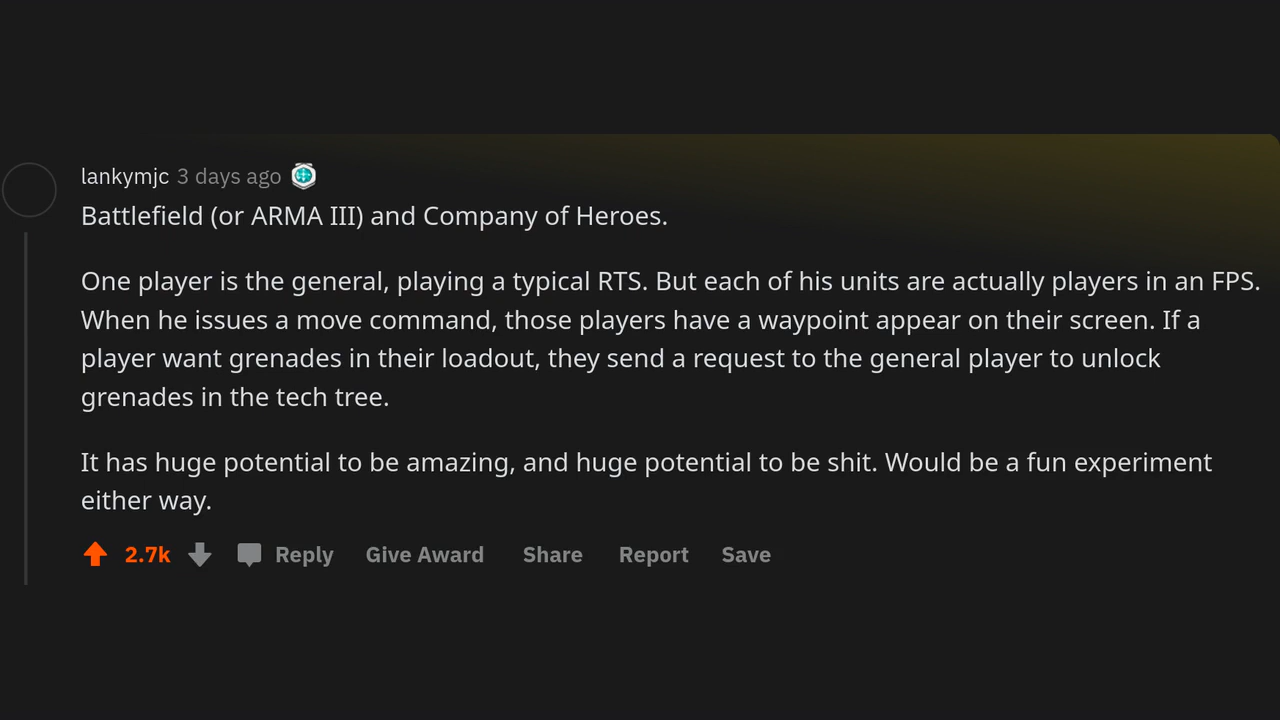 lankymjc 3 days ago
Battlefield (or ARMA III) and Company of Heroes.
One player is the general, playing a typical RTS. But each of his units are actually players in an FPS.
When he issues a move command, those players have a waypoint appear on their screen. If a
player want grenades in their loadout, they send a request to the general player to unlock
grenades in the tech tree.
It has huge potential to be amazing, and huge potential to be shit. Would be a fun experiment
either way.
2.7k Reply Give Award Share Report Save